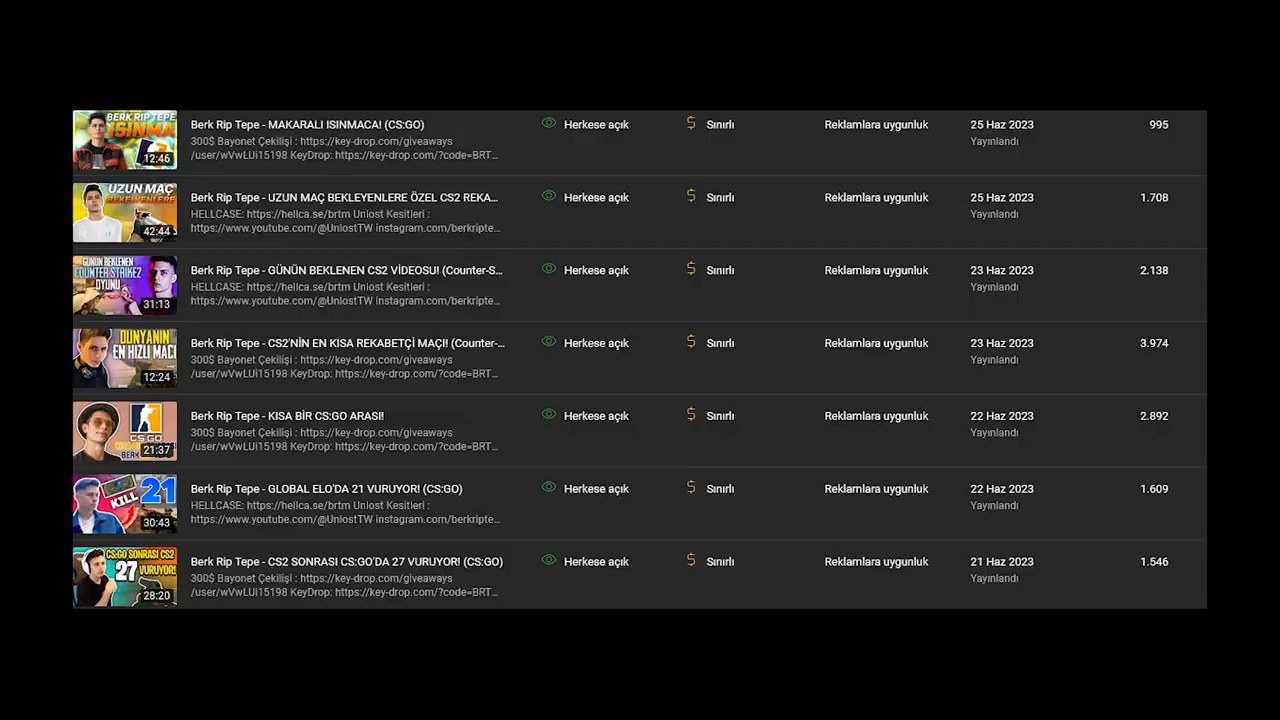 BERK RIP TEPE
ISINMA
12:46
Berk Rip Tepe - MAKARALI ISINMACA! (CS:GO)
300$ Bayonet Çekilişi : https://key-drop.com/giveaways
/user/wVwLUi15198 KeyDrop: https://key-drop.com/?code=BRT...
Herkese açık
$ Sınırlı
Reklamlara uygunluk
25 Haz 2023
Yayınlandı
995
UZUN MAÇ
BEKLEYENLERE
42:44
Berk Rip Tepe - UZUN MAÇ BEKLEYENLERE ÖZEL CS2 REKA...
HELLCASE: https://hellca.se/brtm Unlost Kesitleri :
https://www.youtube.com/@UnlostTW instagram.com/berkripte...
Herkese açık
$ Sınırlı
Reklamlara uygunluk
25 Haz 2023
Yayınlandı
1.708
GÜNÜN BEKLENEN
COUNTER STRIKE2
OYUNU
31:13
Berk Rip Tepe - GÜNÜN BEKLENEN CS2 VİDEOSU! (Counter-S...
HELLCASE: https://hellca.se/brtm Unlost Kesitleri :
https://www.youtube.com/@UnlostTW instagram.com/berkripte...
Herkese açık
$ Sınırlı
Reklamlara uygunluk
23 Haz 2023
Yayınlandı
2.138
DÜNYANIN
EN HIZLI MAÇI
12:24
Berk Rip Tepe - CS2'NİN EN KISA REKABETÇİ MAÇI! (Counter-...
300$ Bayonet Çekilişi : https://key-drop.com/giveaways
/user/wVwLUi15198 KeyDrop: https://key-drop.com/?code=BRT...
Herkese açık
$ Sınırlı
Reklamlara uygunluk
23 Haz 2023
Yayınlandı
3.974
CS GO
21:37
Berk Rip Tepe - KISA BİR CS:GO ARASI!
300$ Bayonet Çekilişi : https://key-drop.com/giveaways
/user/wVwLUi15198 KeyDrop: https://key-drop.com/?code=BRT...
Herkese açık
$ Sınırlı
Reklamlara uygunluk
22 Haz 2023
Yayınlandı
2.892
21
KILL
30:43
Berk Rip Tepe - GLOBAL ELO'DA 21 VURUYOR! (CS:GO)
HELLCASE: https://hellca.se/brtm Unlost Kesitleri :
https://www.youtube.com/@UnlostTW instagram.com/berkripte...
Herkese açık
$ Sınırlı
Reklamlara uygunluk
22 Haz 2023
Yayınlandı
1.609
CS:GO SONRASI CS2
27 VURUYOR!
28:20
Berk Rip Tepe - CS2 SONRASI CS:GO'DA 27 VURUYOR! (CS:GO)
300$ Bayonet Çekilişi : https://key-drop.com/giveaways
/user/wVwLUi15198 KeyDrop: https://key-drop.com/?code=BRT...
Herkese açık
$ Sınırlı
Reklamlara uygunluk
21 Haz 2023
Yayınlandı
1.546